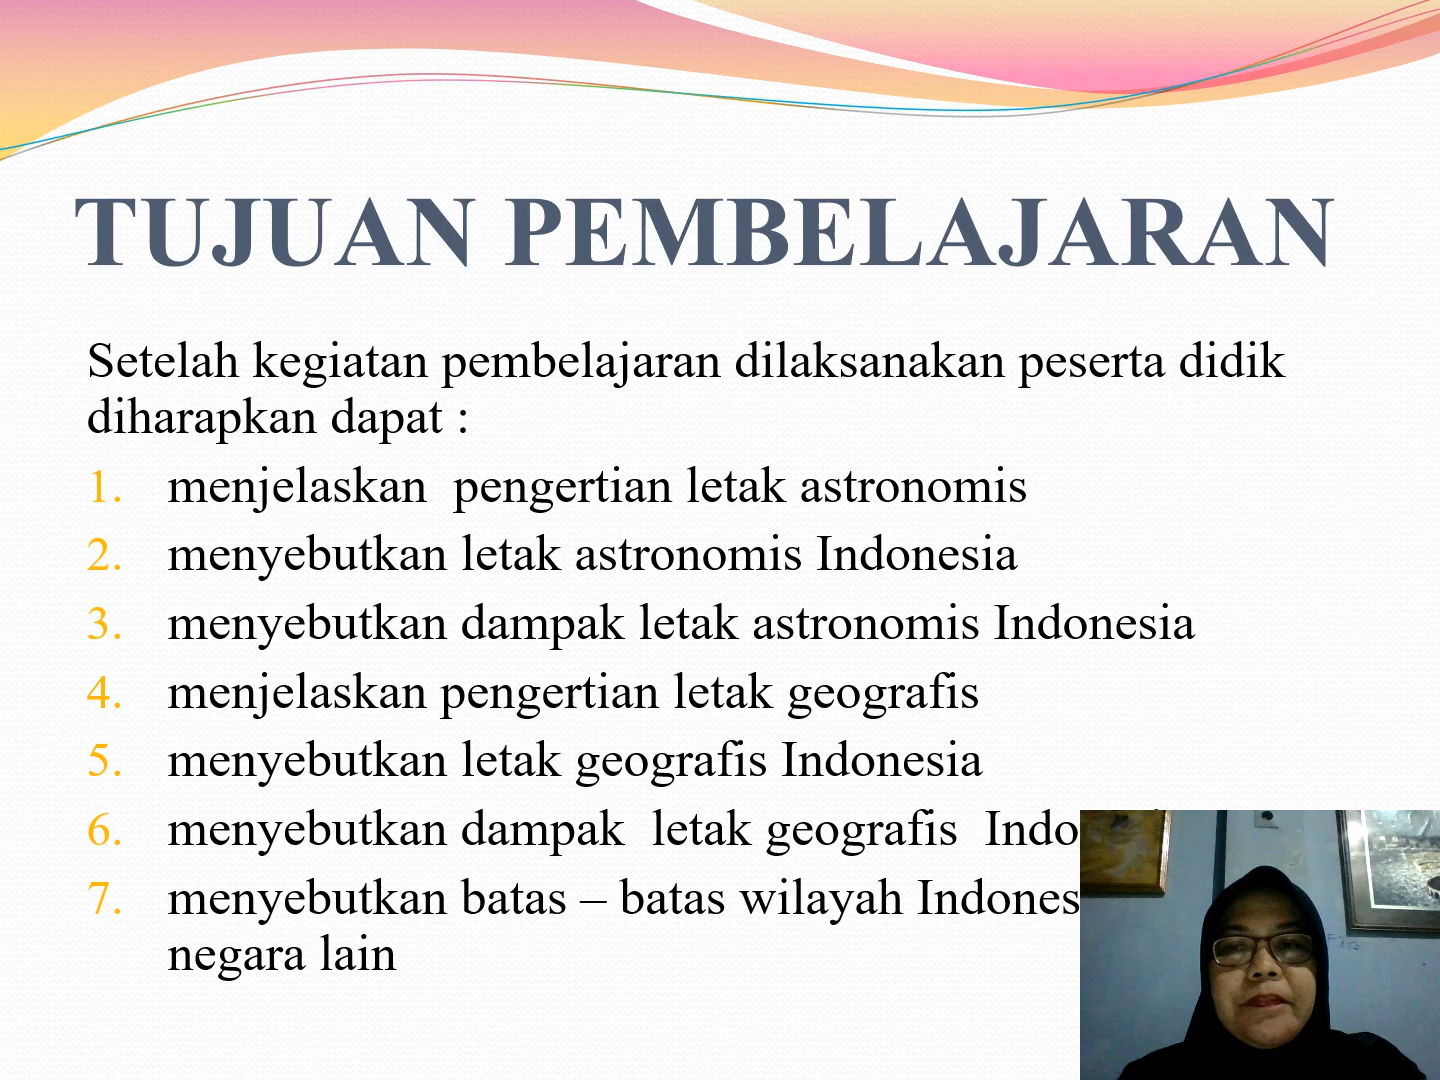 TUJUAN PEMBELAJARAN
Setelah kegiatan pembelajaran dilaksanakan peserta didik
diharapkan dapat :
1. menjelaskan pengertian letak astronomis
2. menyebutkan letak astronomis Indonesia
3. menyebutkan dampak letak astronomis Indonesia
4. menjelaskan pengertian letak geografis
5. menyebutkan letak geografis Indonesia
6. menyebutkan dampak letak geografis
7. menyebutkan batas – batas wilayah
negara lain